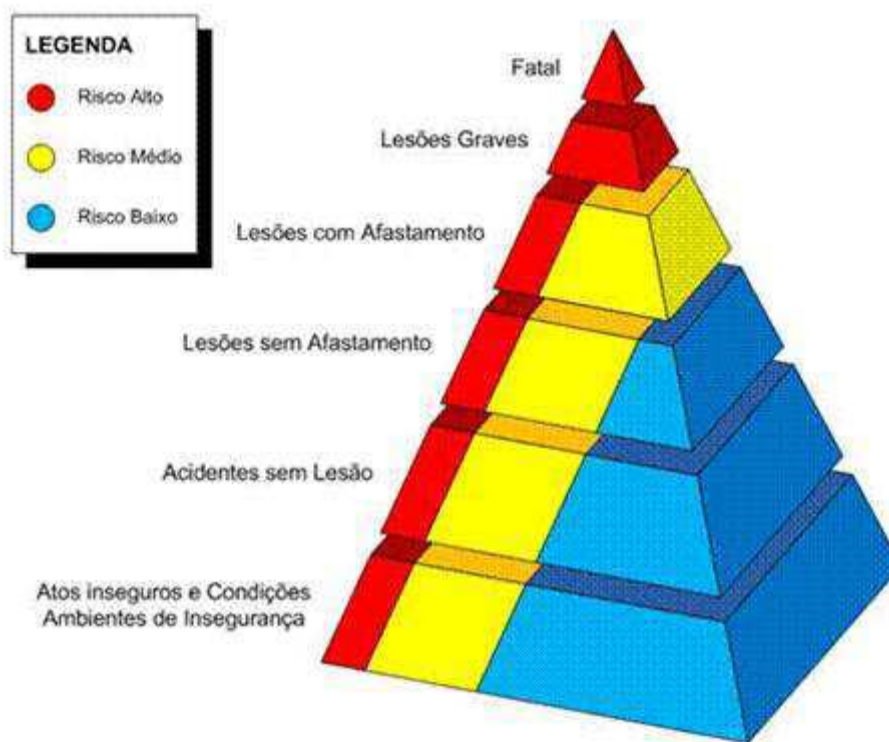 LEGENDA
Risco Alto
Risco Médio
Risco Baixo
Fatal
Lesões Graves
Lesões com Afastamento
Lesões sem Afastamento
Acidentes sem Lesão
Atos inseguros e Condições
Ambientes de Insegurança